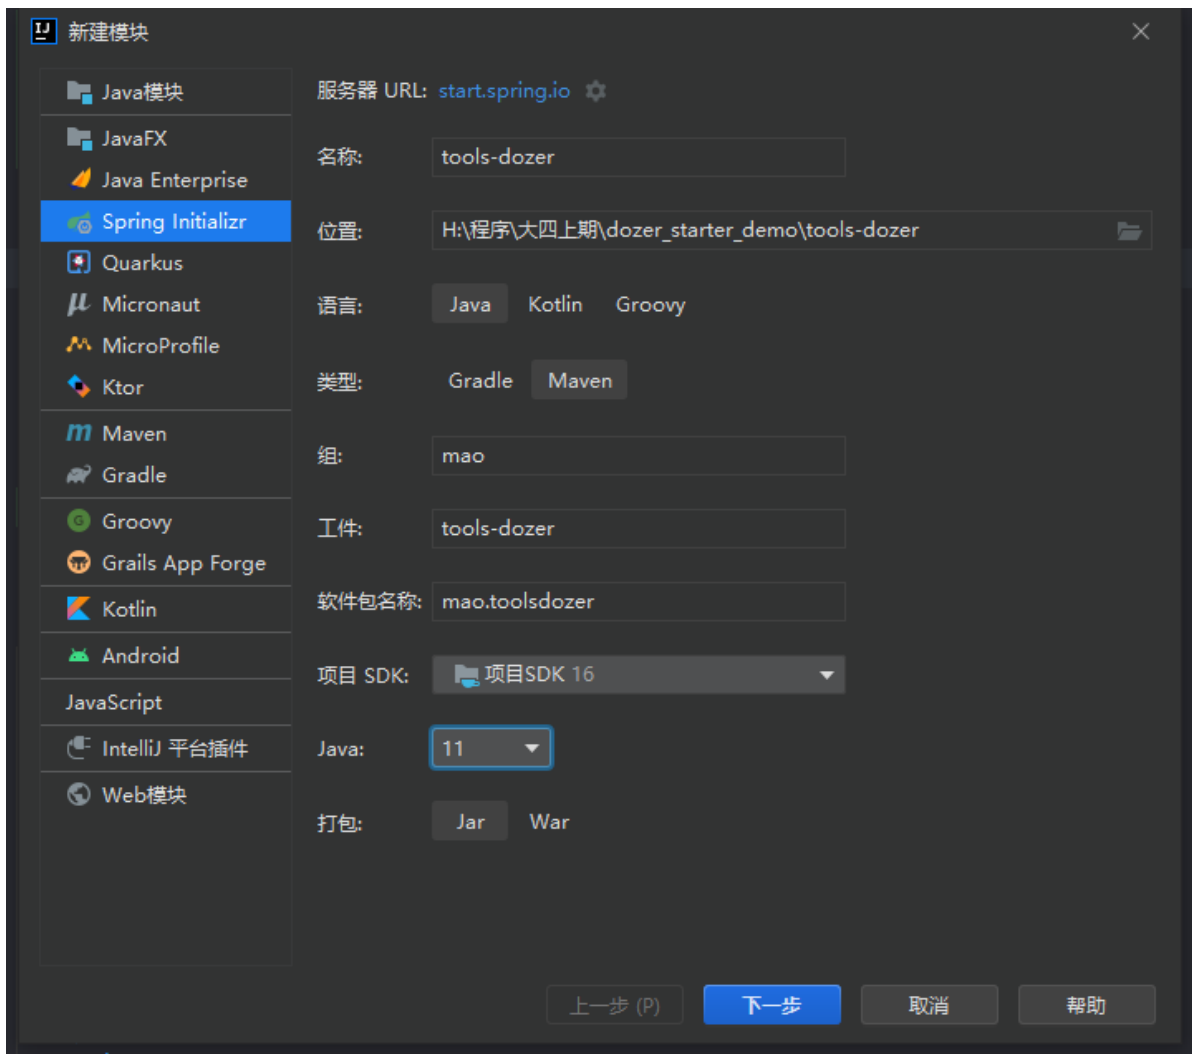 新建模块
Java模块
JavaFX
Java Enterprise
Spring Initializr
Quarkus
Micronaut
MicroProfile
Ktor
Maven
Gradle
Groovy
Grails App Forge
Kotlin
Android
JavaScript
IntelliJ 平台插件
Web模块
服务器 URL: start.spring.io
名称: tools-dozer
位置: H:\程序\大四上期\dozer_starter_demo\tools-dozer
语言: Java Kotlin Groovy
类型: Gradle Maven
组: mao
工件: tools-dozer
软件包名称: mao.toolsdozer
项目 SDK: 项目SDK 16
Java: 11
打包: Jar War
上一步 (P) 下一步 取消 帮助